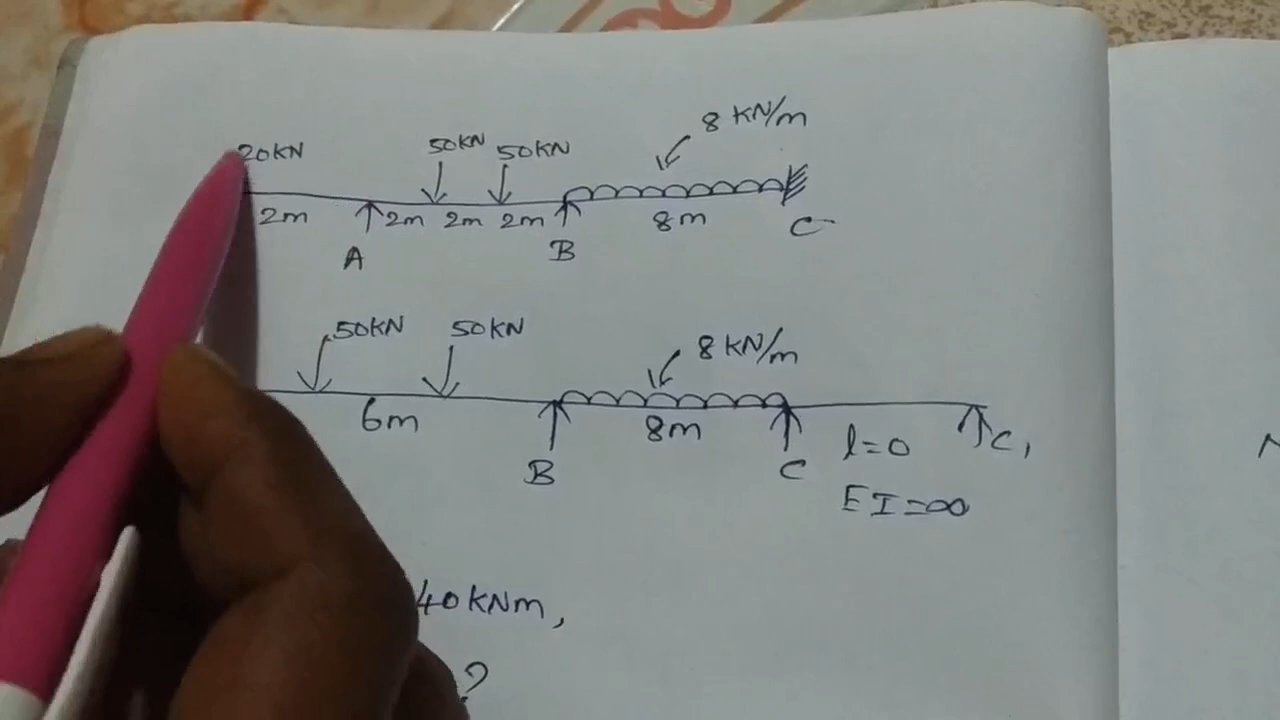 20KN 50KN 50KN 8 KN/m
2m 2m 2m 2m 8m
A B C
50KN 50KN 8 KN/m
6m 8m l=0
B C C,
EI=∞
40KNm,
?